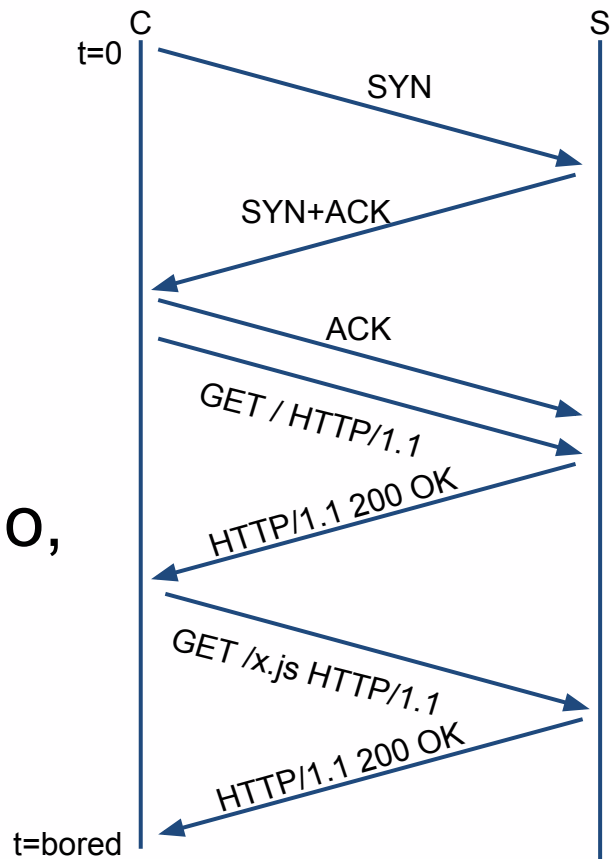 C
S
t=0
SYN
SYN+ACK
ACK
GET / HTTP/1.1
HTTP/1.1 200 OK
o,
GET /x.js HTTP/1.1
HTTP/1.1 200 OK
t=bored